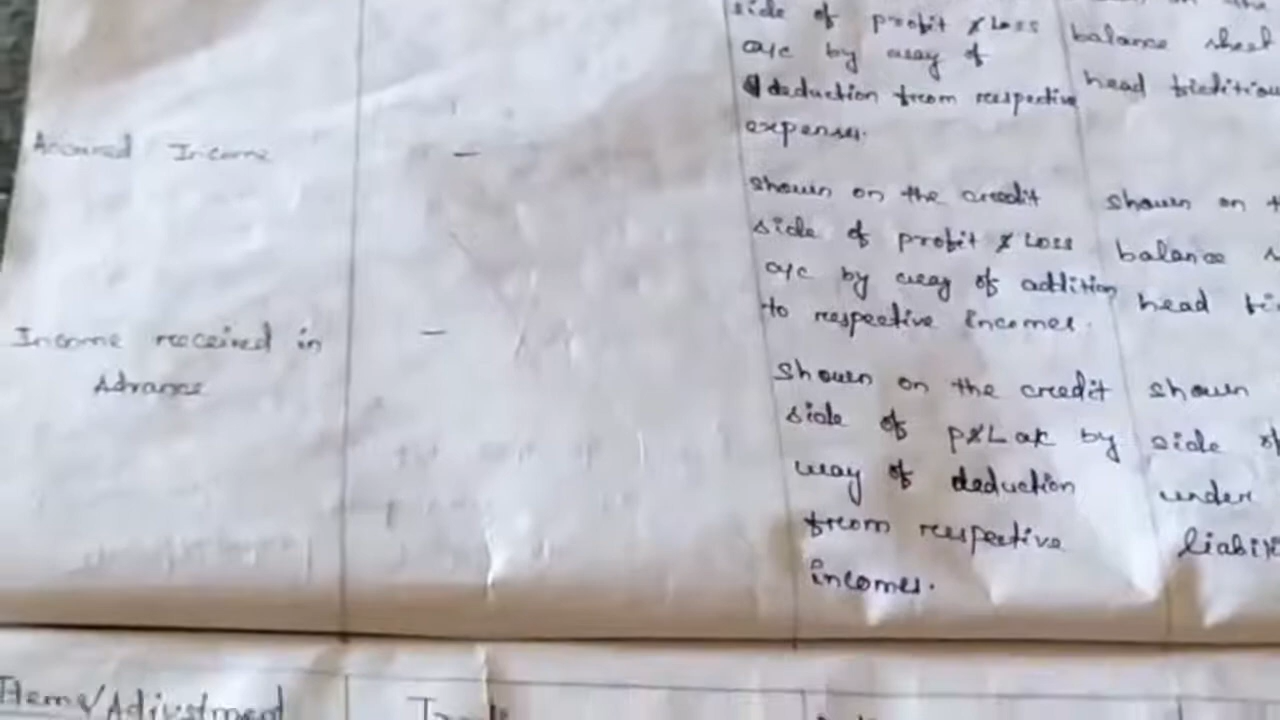 side of profit & Loss
a/c by way of
deduction from respective
expenses.
balance sheet
head
Accrued Income
-
shown on the credit
side of profit & Loss
a/c by way of addition
to respective incomes.
shown on
balance
head
Income received in
Advance
-
shown on the credit
side of P&L a/c by
way of deduction
from respective
incomes.
shown
side of
under
Items/Adjustment